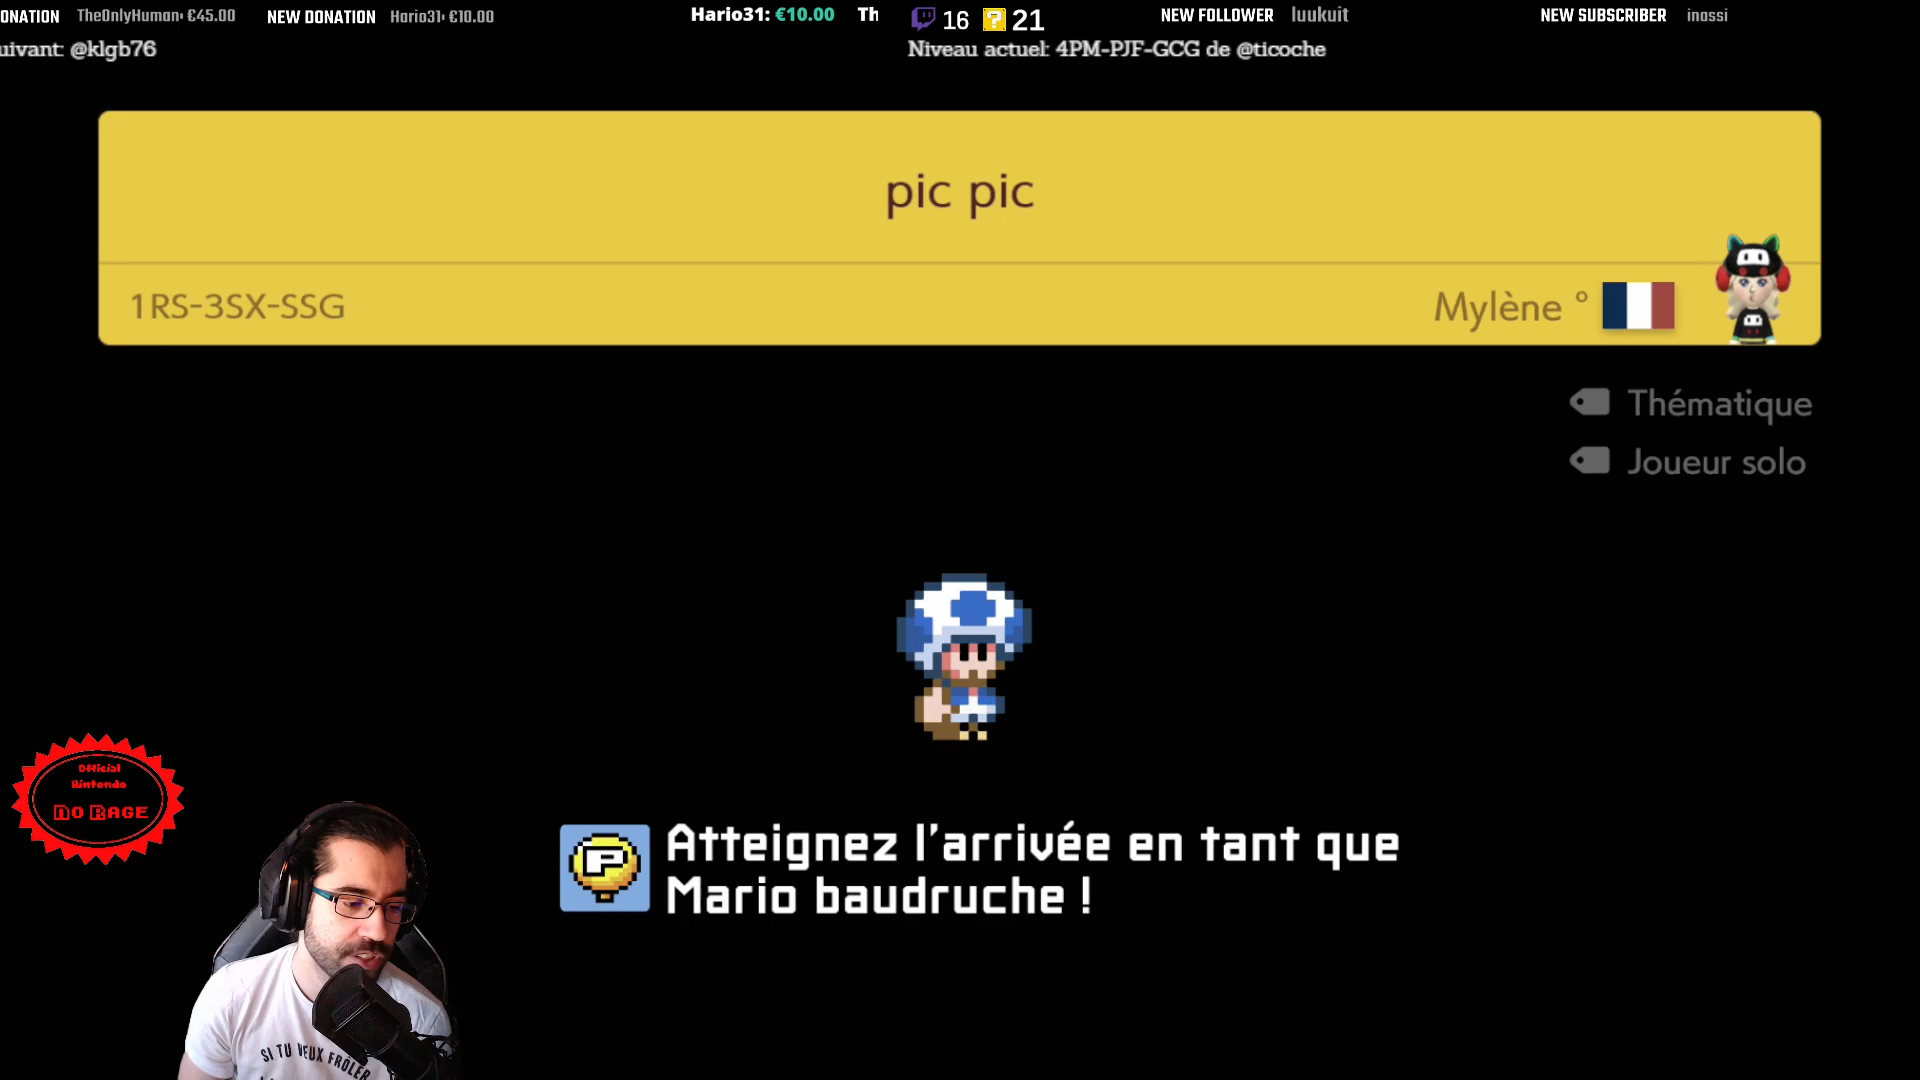 ONATION TheOnlyHuman: €45.00 NEW DONATION Hario31: €10.00 Hario31: €10.00 Th 16 21 NEW FOLLOWER luukuit NEW SUBSCRIBER inassi
uivant: @klgb76 Niveau actuel: 4PM-PJF-GCG de @ticoche
pic pic
1RS-3SX-SSG Mylène °
Thématique
Joueur solo
Official
Nintendo
No Rage
P Atteignez l'arrivée en tant que
Mario baudruche !
SI TU VEUX FRÔLER